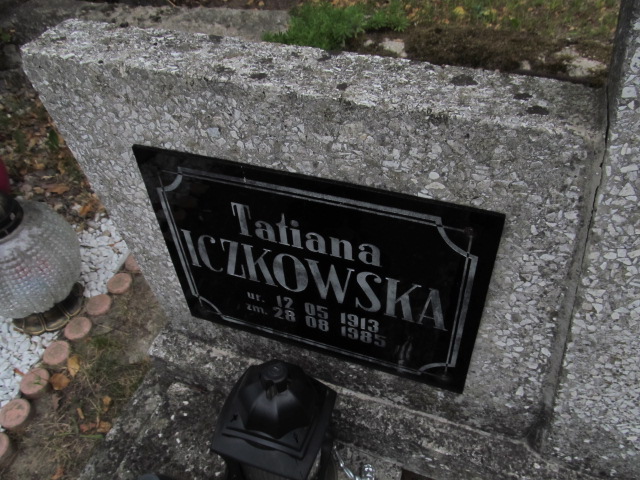 Tatiana
ICZKOWSKA
ur. 12 05 1913
zm. 28 08 1985